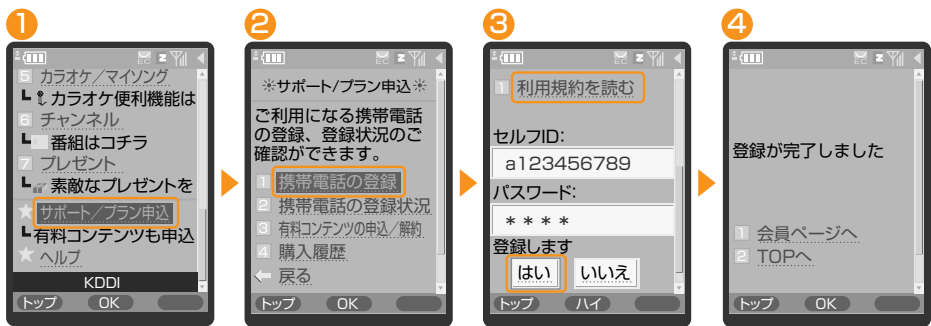 1
5 カラオケ／マイソング
カラオケ便利機能は
6 チャンネル
番組はコチラ
7 プレゼント
素敵なプレゼントを
★ サポート／プラン申込
有料コンテンツも申込
★ ヘルプ
KDDI
トップ OK
2
※サポート/プラン申込※
ご利用になる携帯電話
の登録、登録状況のご
確認ができます。
1 携帯電話の登録
2 携帯電話の登録状況
3 有料コンテンツの申込／解約
4 購入履歴
← 戻る
トップ OK
3
1 利用規約を読む
セルフID:
a123456789
パスワード:
＊＊＊＊
登録します
はい いいえ
トップ ハイ
4
登録が完了しました
1 会員ページへ
2 TOPへ
トップ OK